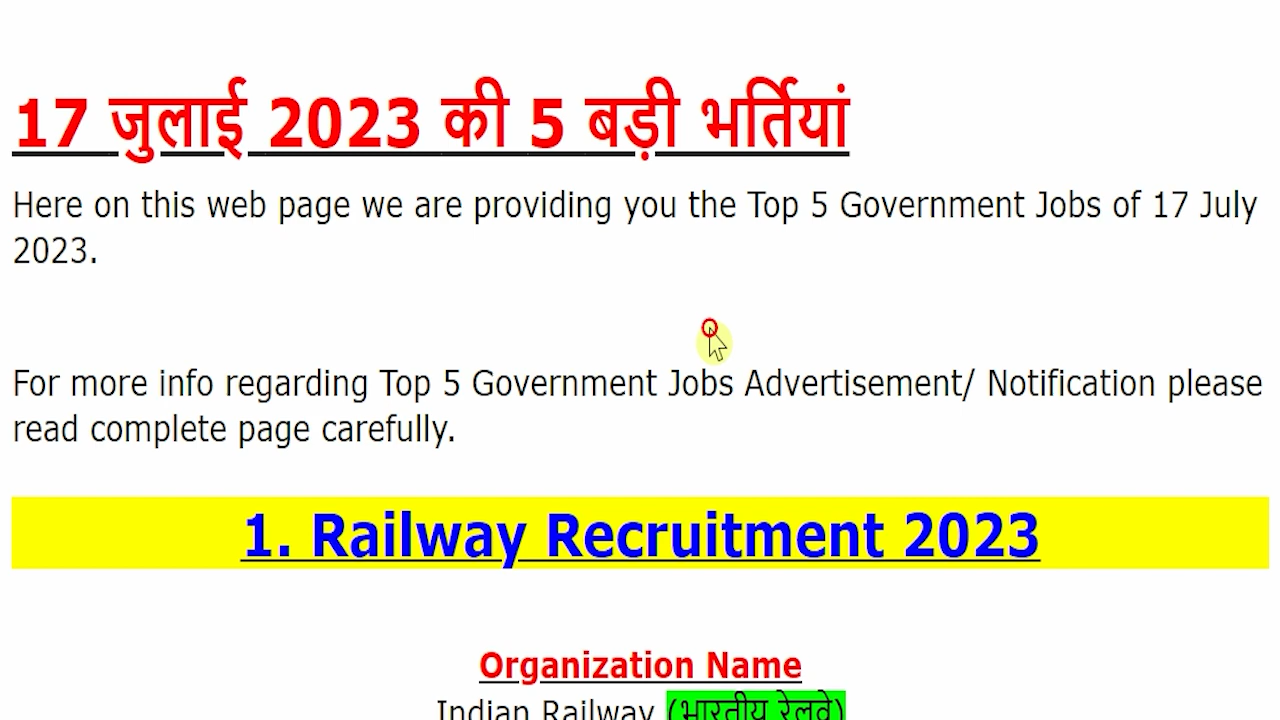 17 जुलाई 2023 की 5 बड़ी भर्तियां
Here on this web page we are providing you the Top 5 Government Jobs of 17 July
2023.
For more info regarding Top 5 Government Jobs Advertisement/ Notification please
read complete page carefully.
1. Railway Recruitment 2023
Organization Name
Indian Railway (भारतीय रेलवे)